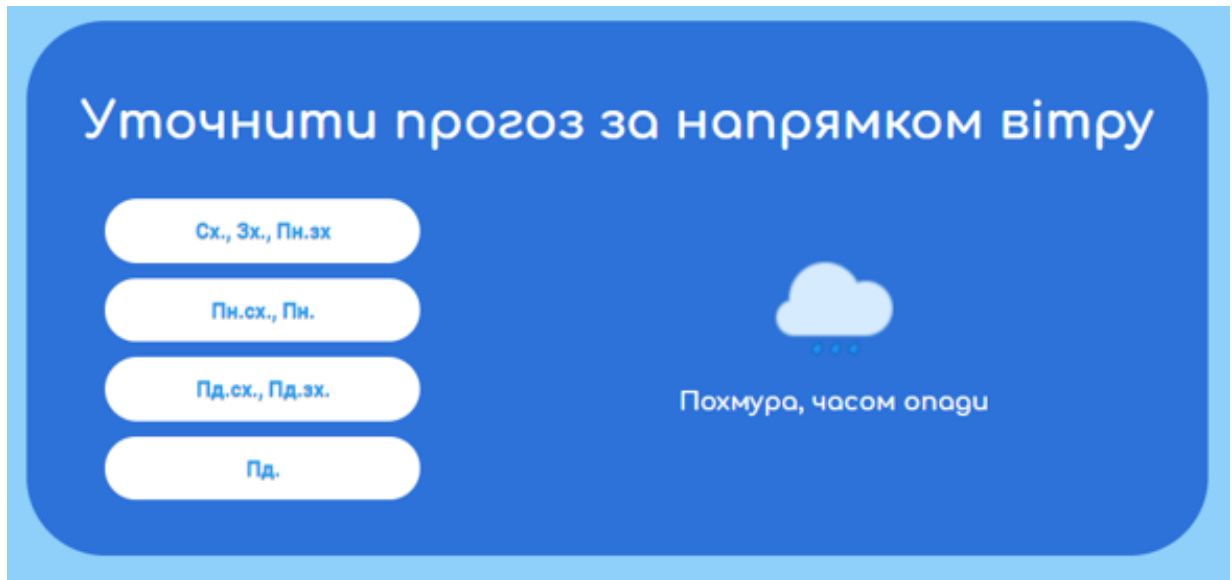 Уточнити прогоз за напрямком вітру
Сх., Зх., Пн.зх
Пн.сх., Пн.
Пд.сх., Пд.зх.
Пд.
Похмура, часом опади